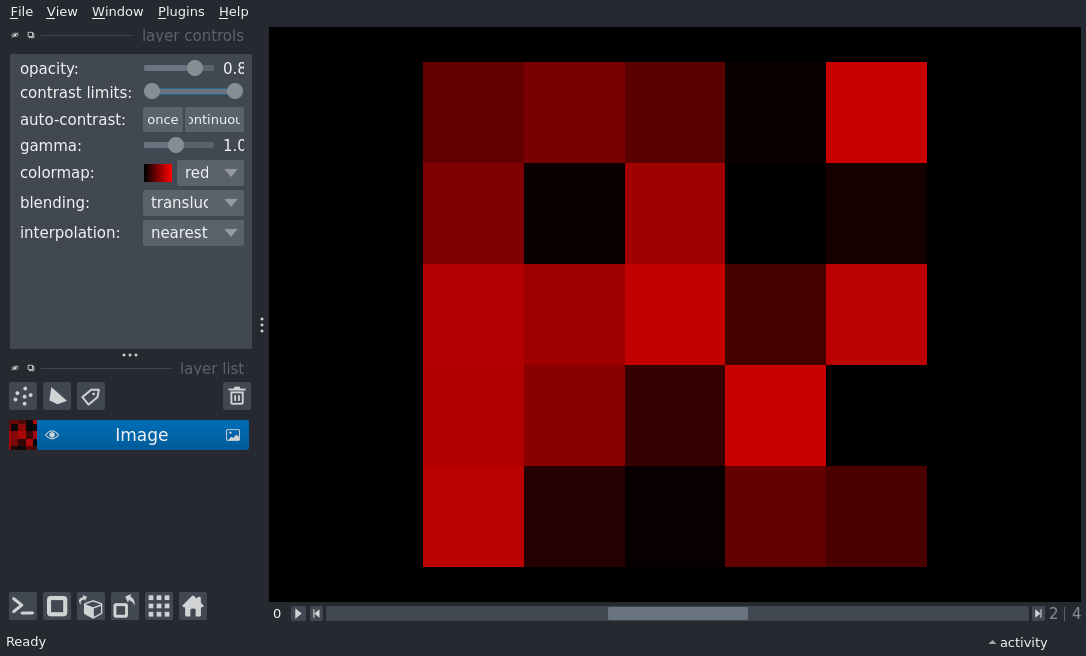 File View Window Plugins Help
layer controls
opacity: 0.8
contrast limits:
auto-contrast: once ontinuou
gamma: 1.0
colormap: red
blending: transluc
interpolation: nearest
layer list
Image
0 2 | 4
Ready activity